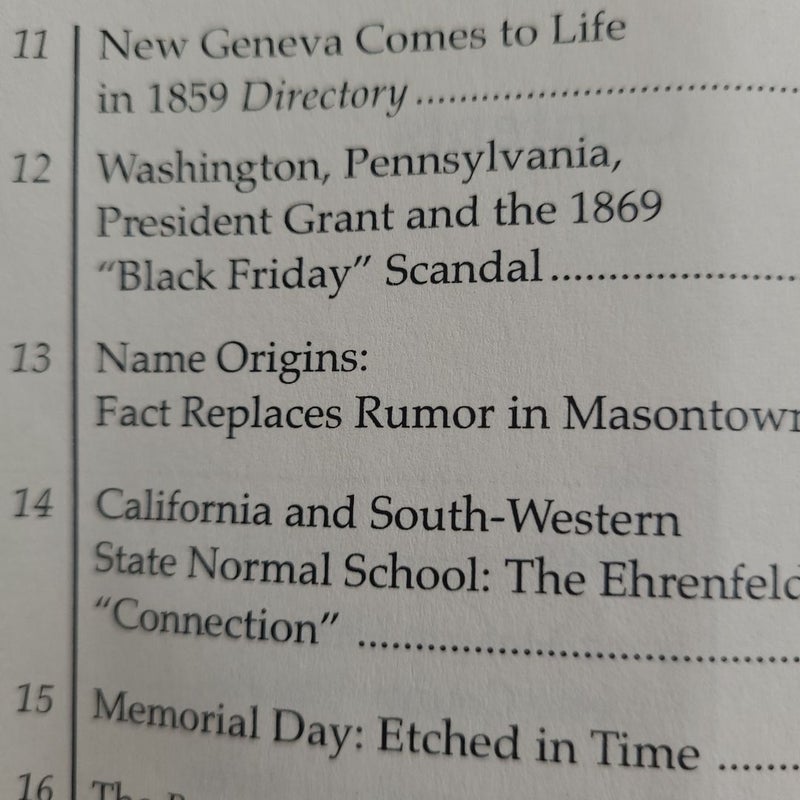 11 New Geneva Comes to Life
in 1859 Directory
12 Washington, Pennsylvania,
President Grant and the 1869
“Black Friday” Scandal
13 Name Origins:
Fact Replaces Rumor in Masontown
14 California and South-Western
State Normal School: The Ehrenfeld
“Connection”
15 Memorial Day: Etched in Time
16 The